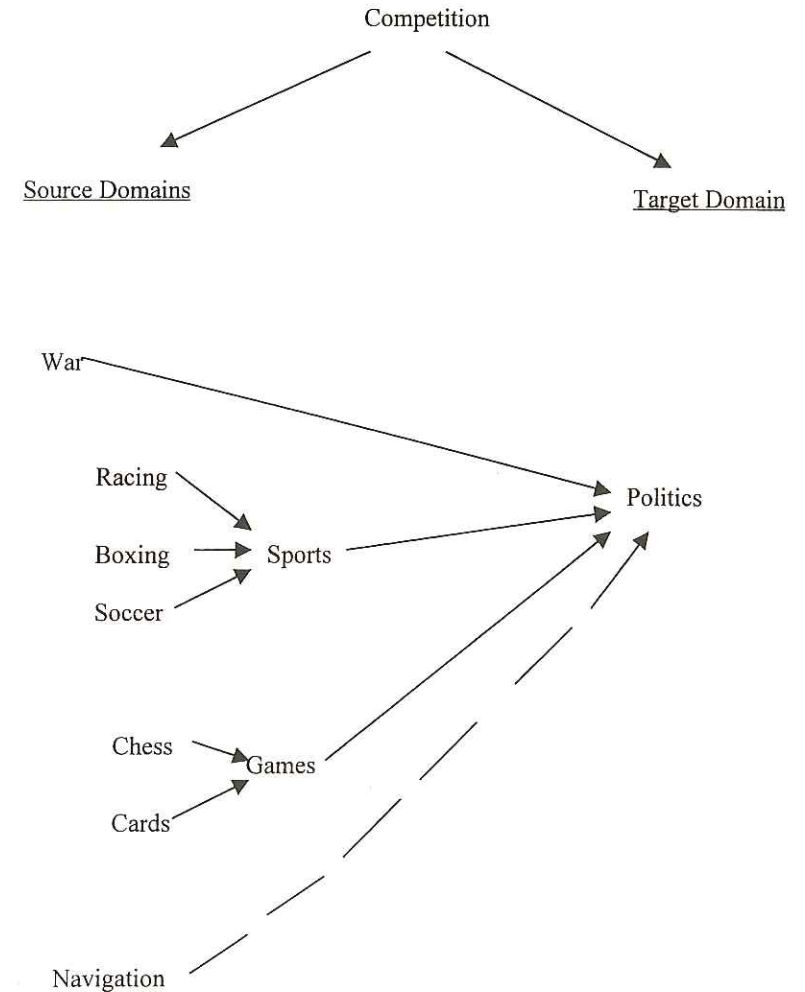 Competition
Source Domains
Target Domain
War
Racing
Politics
Boxing
Sports
Soccer
Chess
Games
Cards
Navigation